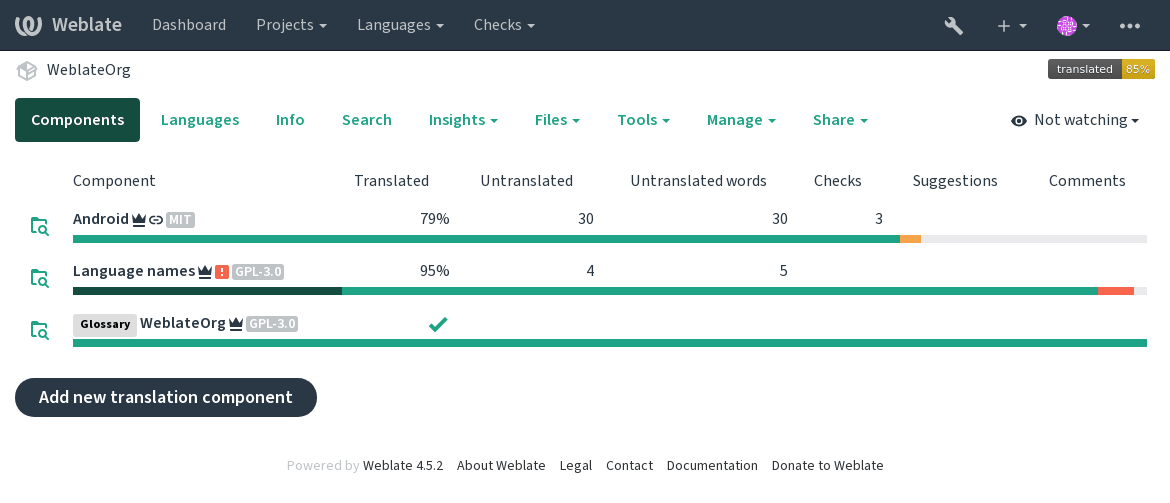 Weblate Dashboard Projects Languages Checks
WeblateOrg translated 85%
Components Languages Info Search Insights Files Tools Manage Share Not watching
Component Translated Untranslated Untranslated words Checks Suggestions Comments
Android MIT 79% 30 30 3
Language names GPL-3.0 95% 4 5
Glossary WeblateOrg GPL-3.0
Add new translation component
Powered by Weblate 4.5.2 About Weblate Legal Contact Documentation Donate to Weblate